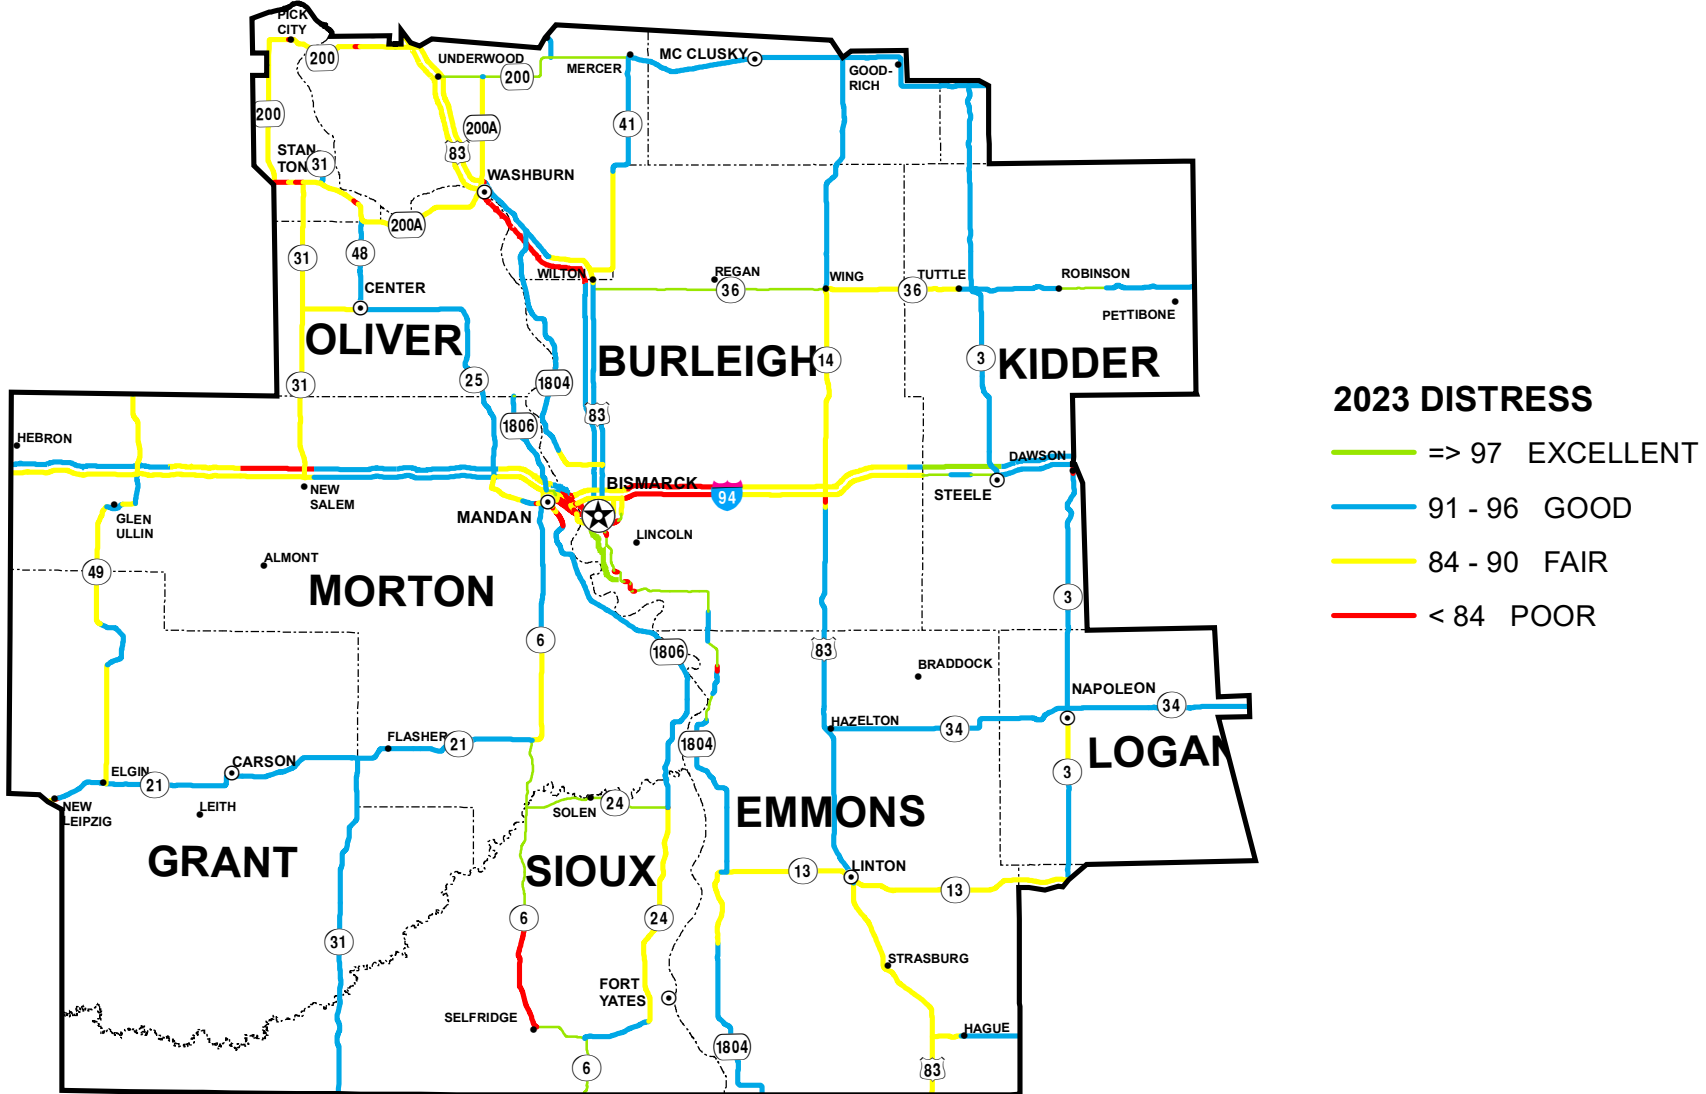 PICK
CITY
200
UNDERWOOD
200
MERCER
MC CLUSKY
GOOD-
RICH
200
200A
41
83
STAN
TON
31
WASHBURN
200A
31
48
WILTON
REGAN
36
WING
TUTTLE
36
ROBINSON
PETTIBONE
CENTER
OLIVER
BURLEIGH
14
3
KIDDER
31
25
1804
83
1806
2023 DISTRESS
=> 97 EXCELLENT
91 - 96 GOOD
84 - 90 FAIR
< 84 POOR
HEBRON
NEW
SALEM
GLEN
ULLIN
MANDAN
BISMARCK
94
DAWSON
STEELE
LINCOLN
ALMONT
49
MORTON
3
6
1806
83
BRADDOCK
NAPOLEON
34
HAZELTON
34
FLASHER
21
1804
LOGAN
CARSON
ELGIN
21
3
NEW
LEIPZIG
LEITH
SOLEN
24
EMMONS
GRANT
SIOUX
13
LINTON
13
6
24
31
STRASBURG
FORT
YATES
SELFRIDGE
HAGUE
1804
6
83